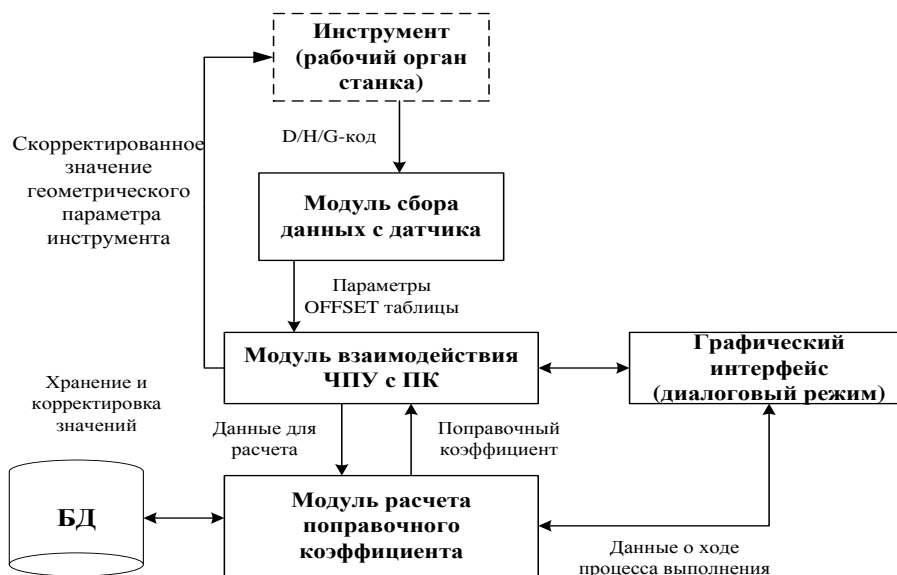 Инструмент
(рабочий орган
станка)
D/H/G-код
Скорректированное
значение
геометрического
параметра
инструмента
Модуль сбора
данных с датчика
Параметры
OFFSET таблицы
Модуль взаимодействия
ЧПУ с ПК
Графический
интерфейс
(диалоговый режим)
Хранение и
корректировка
значений
Данные для
расчета
Поправочный
коэффициент
БД
Модуль расчета
поправочного
коэффициента
Данные о ходе
процесса выполнения